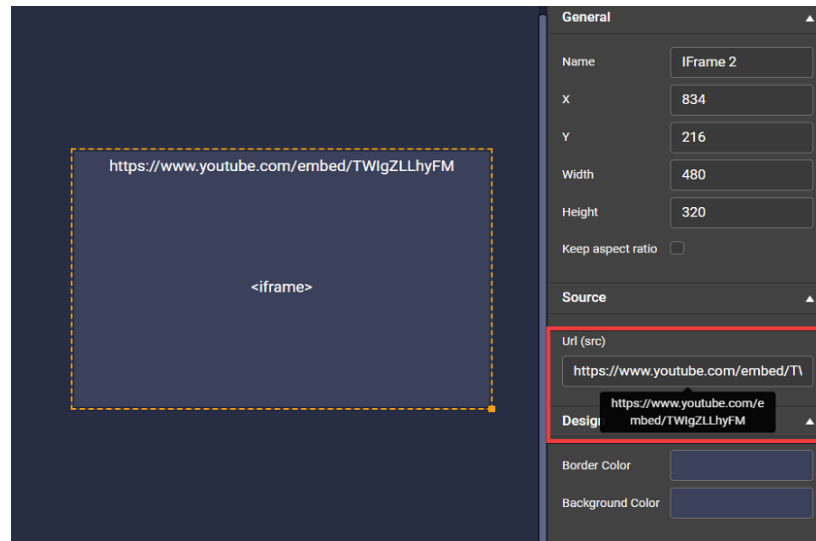 https://www.youtube.com/embed/TWIgZLLhyFM
<iframe>
General
Name
IFrame 2
X
834
Y
216
Width
480
Height
320
Keep aspect ratio
Source
Url (src)
https://www.youtube.com/embed/T
https://www.youtube.com/e
mbed/TWIgZLLhyFM
Design
Border Color
Background Color